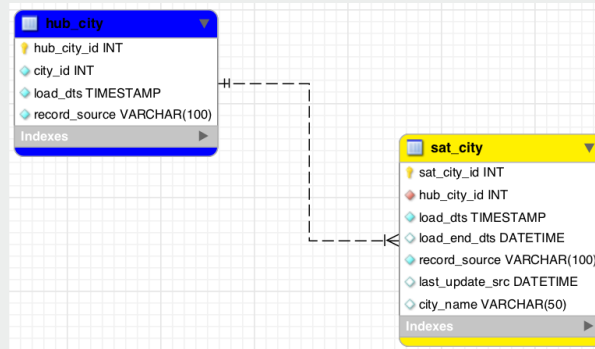 hub_city
hub_city_id INT
city_id INT
load_dts TIMESTAMP
record_source VARCHAR(100)
Indexes
sat_city
sat_city_id INT
hub_city_id INT
load_dts TIMESTAMP
load_end_dts DATETIME
record_source VARCHAR(100)
last_update_src DATETIME
city_name VARCHAR(50)
Indexes